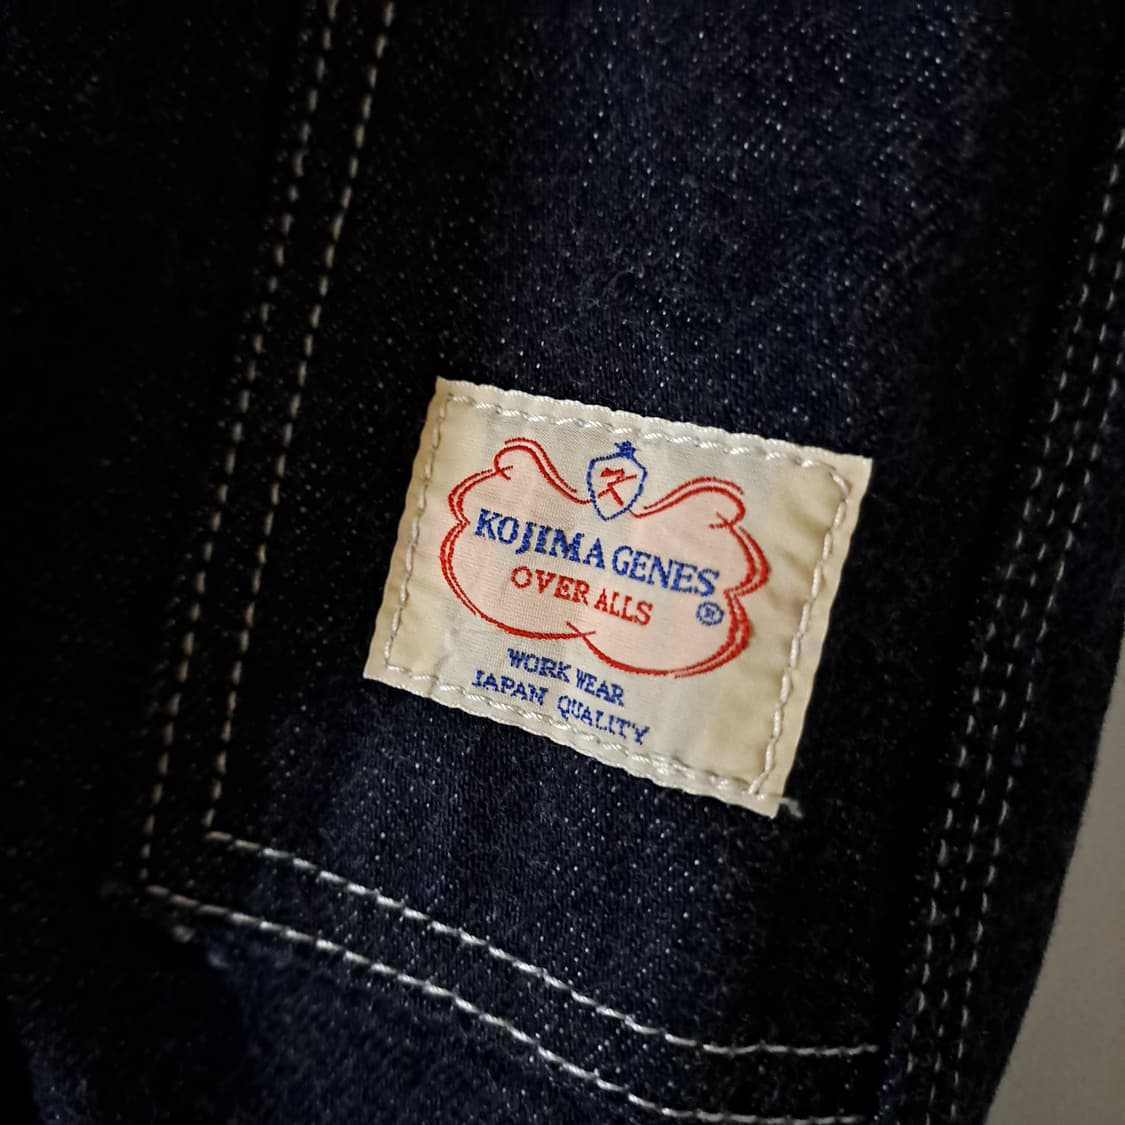 K
KOJIMA GENES
OVER ALLS
®
WORK WEAR
JAPAN QUALITY